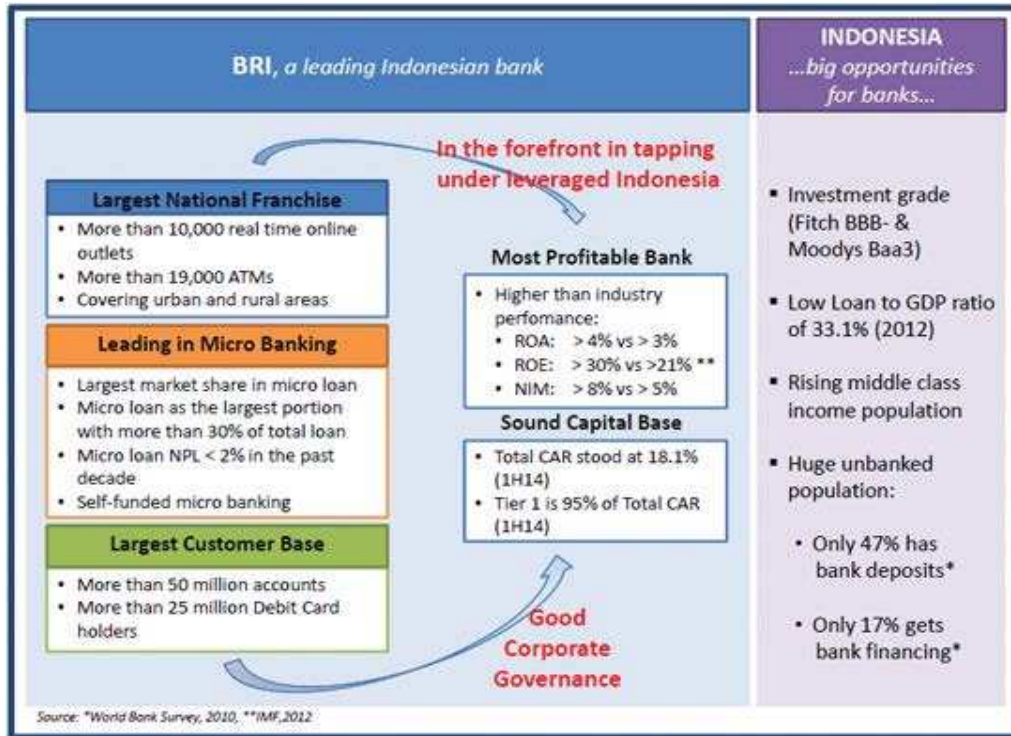 BRI, a leading Indonesian bank
In the forefront in tapping
under leveraged Indonesia
Largest National Franchise
• More than 10,000 real time online
outlets
• More than 19,000 ATMs
• Covering urban and rural areas
Leading in Micro Banking
• Largest market share in micro loan
• Micro loan as the largest portion
with more than 30% of total loan
• Micro loan NPL < 2% in the past
decade
• Self-funded micro banking
Largest Customer Base
• More than 50 million accounts
• More than 25 million Debit Card
holders
Most Profitable Bank
• Higher than industry
perfomance:
• ROA: > 4% vs > 3%
• ROE: > 30% vs >21% **
• NIM: > 8% vs > 5%
Sound Capital Base
• Total CAR stood at 18.1%
(1H14)
• Tier 1 is 95% of Total CAR
(1H14)
Good
Corporate
Governance
INDONESIA
...big opportunities
for banks...
▪ Investment grade
(Fitch BBB- &
Moodys Baa3)
▪ Low Loan to GDP ratio
of 33.1% (2012)
▪ Rising middle class
income population
▪ Huge unbanked
population:
• Only 47% has
bank deposits*
• Only 17% gets
bank financing*
Source: *World Bank Survey, 2010, **IMF,2012